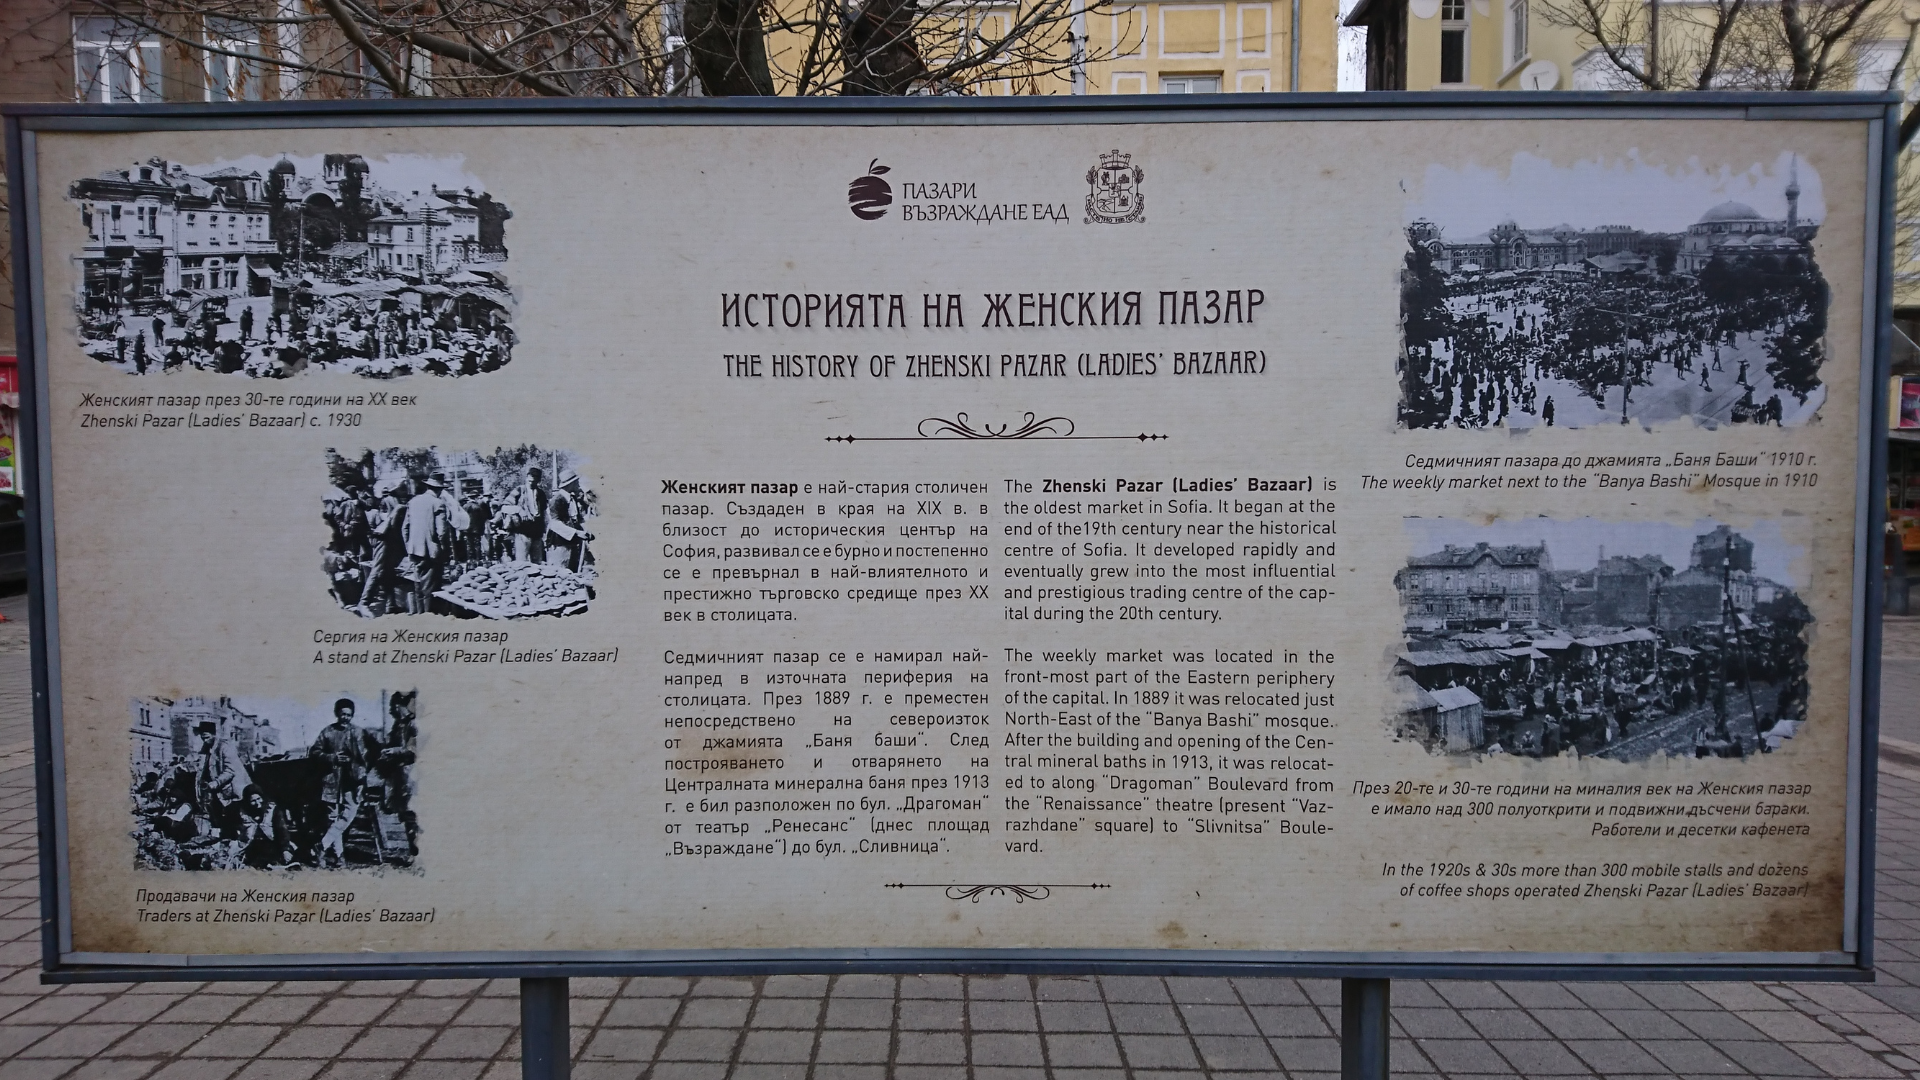 ПАЗАРИ
ВЪЗРАЖДАНЕ ЕАД
ИСТОРИЯТА НА ЖЕНСКИЯ ПАЗАР
THE HISTORY OF ZHENSKI PAZAR (LADIES' BAZAAR)
Женският пазар през 30-те години на XX век
Zhenski Pazar (Ladies' Bazaar) c. 1930
Сергия на Женския пазар
A stand at Zhenski Pazar (Ladies' Bazaar)
Продавачи на Женския пазар
Traders at Zhenski Pazar (Ladies' Bazaar)
Женският пазар е най-стария столичен
пазар. Създаден в края на XIX в. в
близост до историческия център на
София, развивал се е бурно и постепенно
се е превърнал в най-влиятелното и
престижно търговско средище през XX
век в столицата.
Седмичният пазар се е намирал най-
напред в източната периферия на
столицата. През 1889 г. е преместен
непосредствено на североизток
от джамията „Баня баши“. След
построяването и отварянето на
Централната минерална баня през 1913
г. е бил разположен по бул. „Драгоман“
от театър „Ренесанс“ (днес площад
„Възраждане“) до бул. „Сливница“.
The Zhenski Pazar (Ladies' Bazaar) is
the oldest market in Sofia. It began at the
end of the19th century near the historical
centre of Sofia. It developed rapidly and
eventually grew into the most influential
and prestigious trading centre of the cap-
ital during the 20th century.
The weekly market was located in the
front-most part of the Eastern periphery
of the capital. In 1889 it was relocated just
North-East of the “Banya Bashi” mosque.
After the building and opening of the Cen-
tral mineral baths in 1913, it was relocat-
ed to along “Dragoman” Boulevard from
the “Renaissance” theatre (present “Vaz-
razhdane” square) to “Slivnitsa” Boule-
vard.
Седмичният пазара до джамията „Баня Баши“ 1910 г.
The weekly market next to the “Banya Bashi” Mosque in 1910
През 20-те и 30-те години на миналия век на Женския пазар
е имало над 300 полуоткрити и подвижни дъсчени бараки.
Работели и десетки кафенета
In the 1920s & 30s more than 300 mobile stalls and dozens
of coffee shops operated Zhenski Pazar (Ladies' Bazaar)